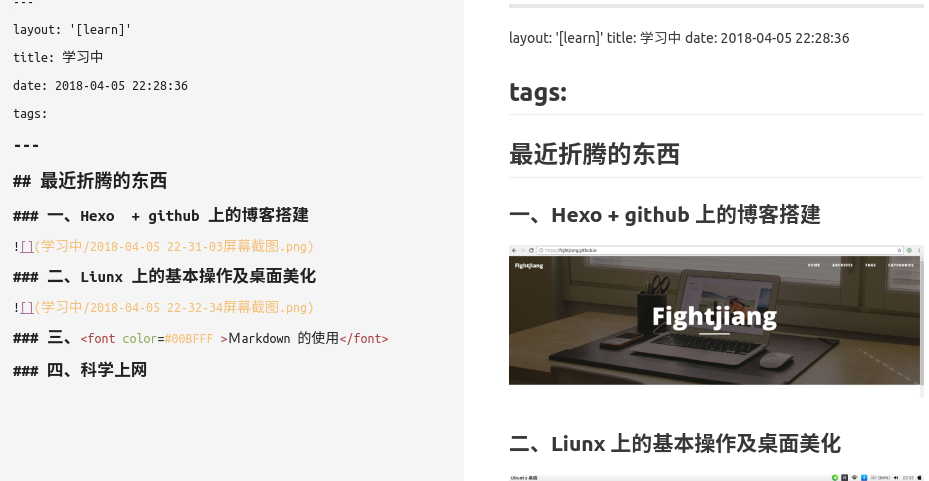 ---
layout: '[learn]'
title: 学习中
date: 2018-04-05 22:28:36
tags:
---
## 最近折腾的东西
### 一、Hexo + github 上的博客搭建
![](学习中/2018-04-05 22-31-03屏幕截图.png)
### 二、Liunx 上的基本操作及桌面美化
![](学习中/2018-04-05 22-32-34屏幕截图.png)
### 三、<font color=#00BFFF >Markdown 的使用</font>
### 四、科学上网
layout: '[learn]' title: 学习中 date: 2018-04-05 22:28:36
tags:
最近折腾的东西
一、Hexo + github 上的博客搭建
https://fightjiang.github.io
Fightjiang HOME ARCHIVES TAGS CATEGORIES
Fightjiang
二、Liunx 上的基本操作及桌面美化
Ubuntu 桌面